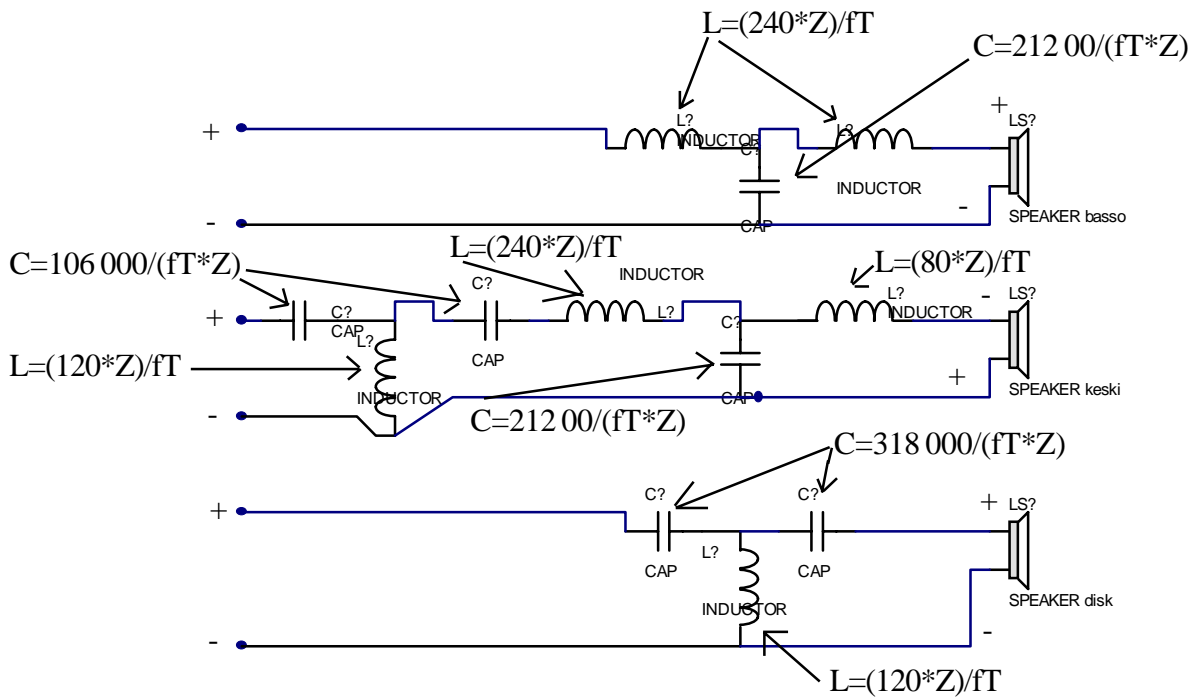 L=(240*Z)/fT
C=212 00/(fT*Z)
+
L?
INDUCTOR
C?
L?
INDUCTOR
+
LS?
-
CAP
-
SPEAKER basso
C=106 000/(fT*Z)
L=(240*Z)/fT
INDUCTOR
L=(80*Z)/fT
+
C?
CAP
L?
C?
CAP
L?
C?
CAP
L?
INDUCTOR
-
LS?
L=(120*Z)/fT
INDUCTOR
-
+
SPEAKER keski
C=212 00/(fT*Z)
C=318 000/(fT*Z)
+
C?
CAP
C?
CAP
+
LS?
L?
INDUCTOR
SPEAKER disk
-
-
L=(120*Z)/fT